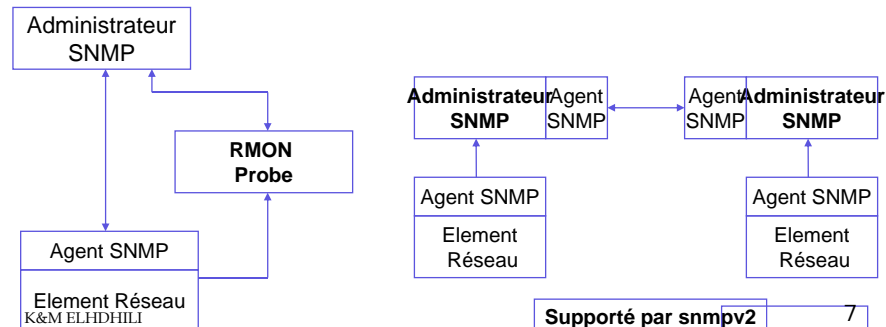 Administrateur
SNMP
RMON
Probe
Agent SNMP
Element Réseau
K&M ELHDHILI
Administrateur
SNMP
Agent
SNMP
Agent
SNMP
Administrateur
SNMP
Agent SNMP
Element
Réseau
Agent SNMP
Element
Réseau
Supporté par snmpv2
7